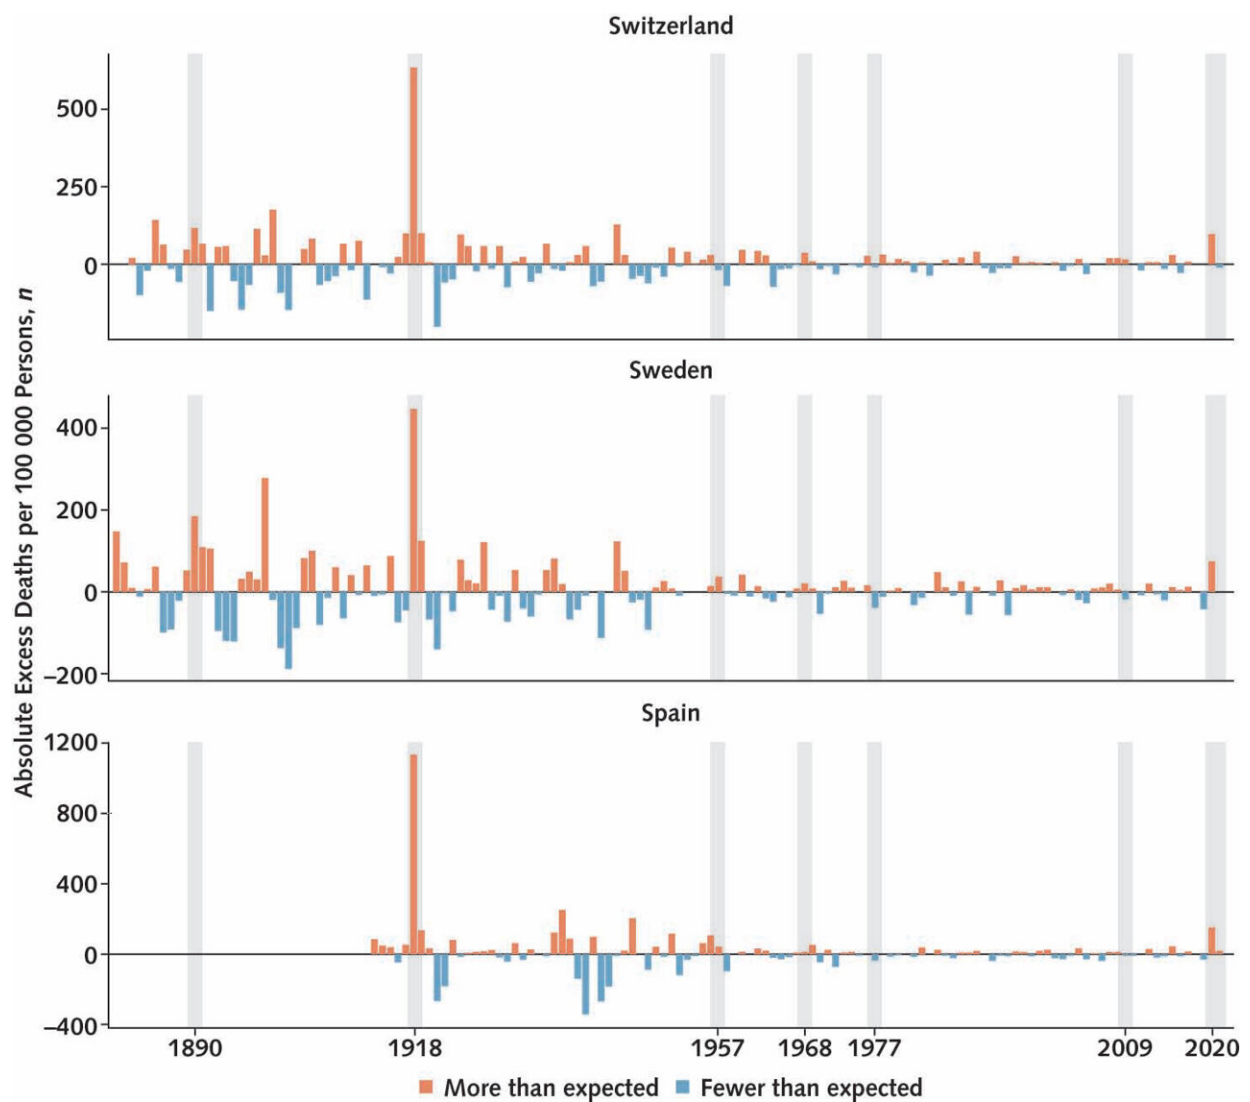 Switzerland
500
250
0
Sweden
400
200
0
–200
Spain
1200
800
400
0
–400
Absolute Excess Deaths per 100 000 Persons, n
1890 1918 1957 1968 1977 2009 2020
More than expected Fewer than expected